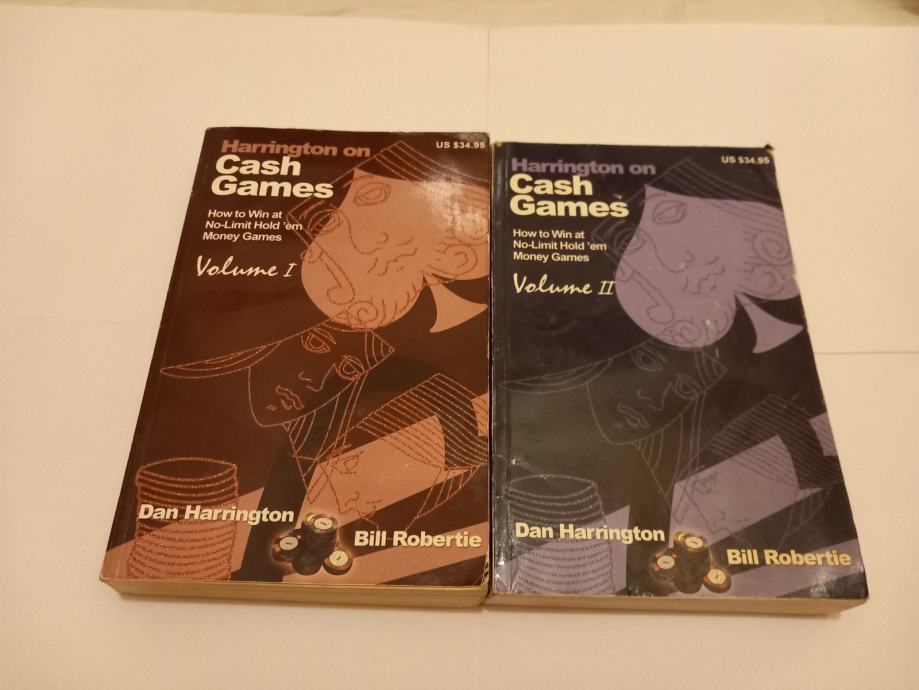 Harrington on
US $34.95
Cash
Games
How to Win at
No-Limit Hold 'em
Money Games
Volume I
Dan Harrington
Bill Robertie
Harrington on
US $34.95
Cash
Games
How to Win at
No-Limit Hold 'em
Money Games
Volume II
Dan Harrington
Bill Robertie